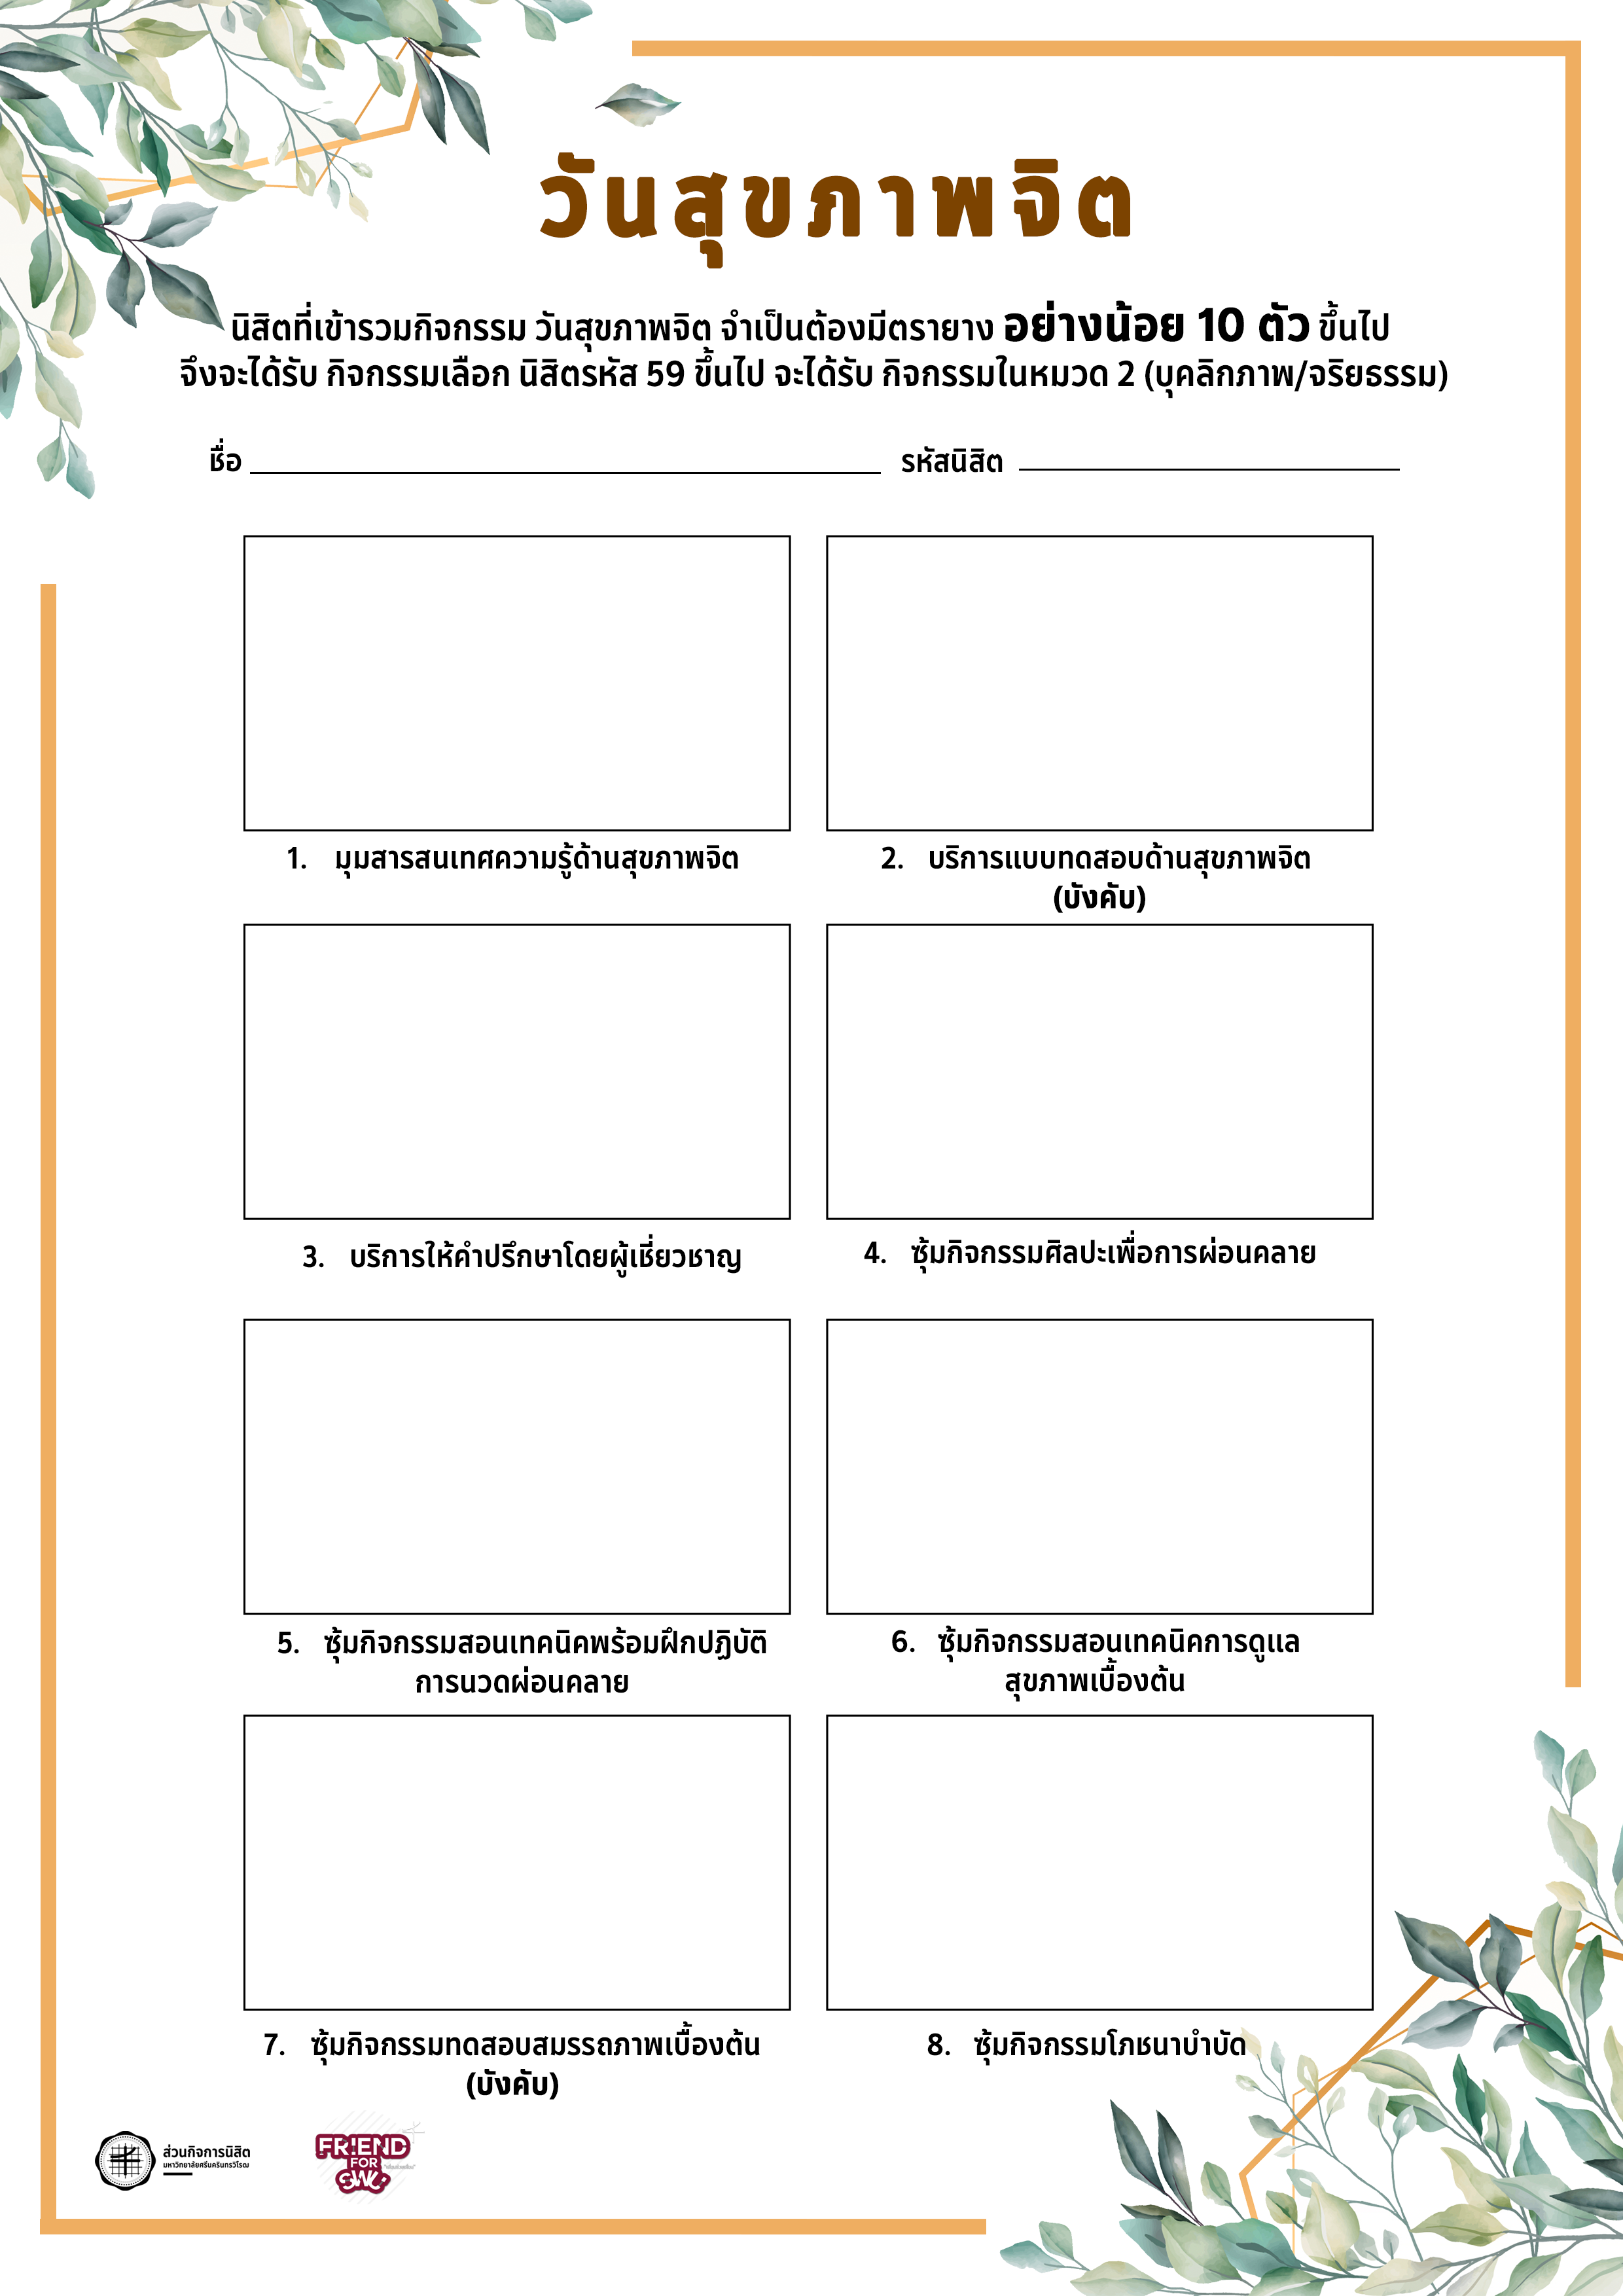 วันสุขภาพจิต
นิสิตที่เข้ารวมกิจกรรม วันสุขภาพจิต จำเป็นต้องมีตรายาง อย่างน้อย 10 ตัว ขึ้นไป
จึงจะได้รับ กิจกรรมเลือก นิสิตรหัส 59 ขึ้นไป จะได้รับ กิจกรรมในหมวด 2 (บุคลิกภาพ/จริยธรรม)
ชื่อ รหัสนิสิต
1. มุมสารสนเทศความรู้ด้านสุขภาพจิต
2. บริการแบบทดสอบด้านสุขภาพจิต
(บังคับ)
3. บริการให้คำปรึกษาโดยผู้เชี่ยวชาญ
4. ซุ้มกิจกรรมศิลปะเพื่อการผ่อนคลาย
5. ซุ้มกิจกรรมสอนเทคนิคพร้อมฝึกปฏิบัติ
การนวดผ่อนคลาย
6. ซุ้มกิจกรรมสอนเทคนิคการดูแล
สุขภาพเบื้องต้น
7. ซุ้มกิจกรรมทดสอบสมรรถภาพเบื้องต้น
(บังคับ)
8. ซุ้มกิจกรรมโภชนาบำบัด
ส่วนกิจการนิสิต
มหาวิทยาลัยศรีนครินทรวิโรฒ
FRIEND
FOR
SWU